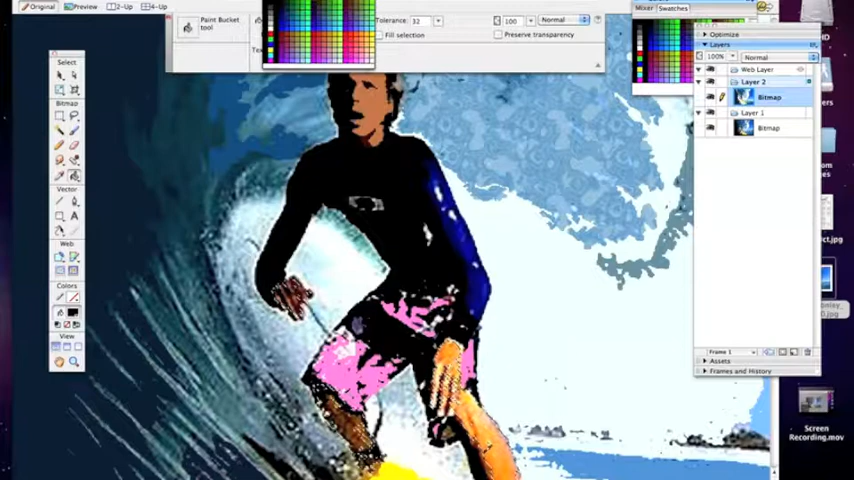 Original
Preview
2-Up
4-Up
Paint Bucket
tool
Tolerance: 32
100
Normal
Fill selection
Preserve transparency
Mixer
Swatches
Optimize
Layers
100%
Normal
Web Layer
Layer 2
Bitmap
Layer 1
Bitmap
Frame 1
Assets
Frames and History
Select
Bitmap
Vector
Web
Colors
View
Screen
Recording.mov